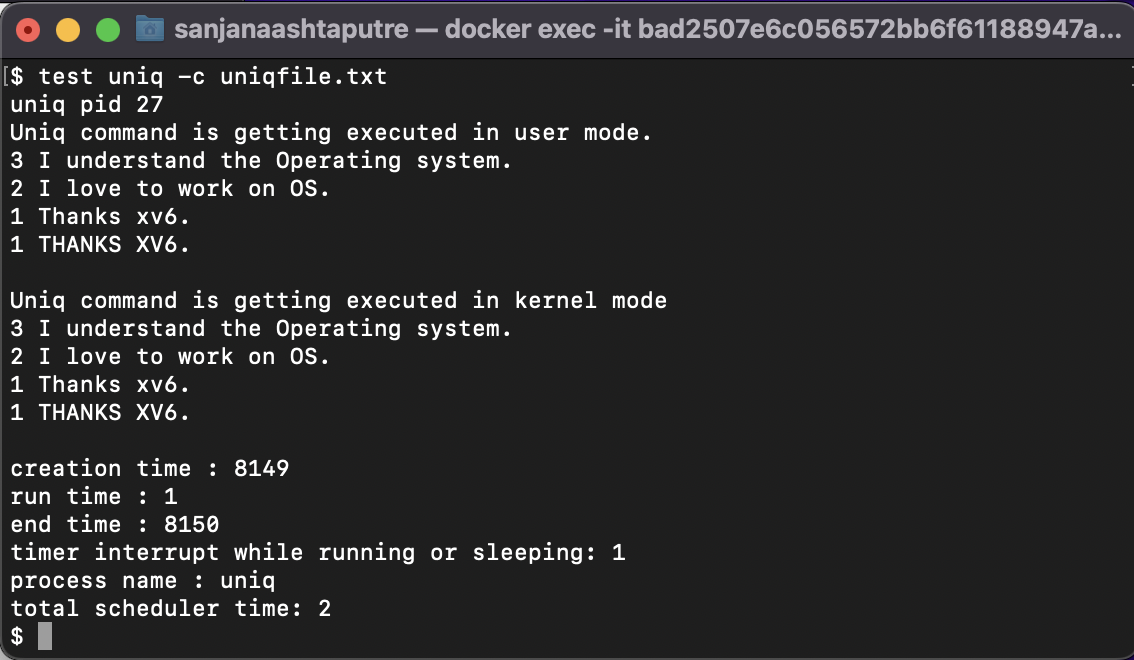 sanjanaashtaputre — docker exec -it bad2507e6c056572bb6f61188947a...
[$ test uniq -c uniqfile.txt ]
uniq pid 27
Uniq command is getting executed in user mode.
3 I understand the Operating system.
2 I love to work on OS.
1 Thanks xv6.
1 THANKS XV6.
Uniq command is getting executed in kernel mode
3 I understand the Operating system.
2 I love to work on OS.
1 Thanks xv6.
1 THANKS XV6.
creation time : 8149
run time : 1
end time : 8150
timer interrupt while running or sleeping: 1
process name : uniq
total scheduler time: 2
$